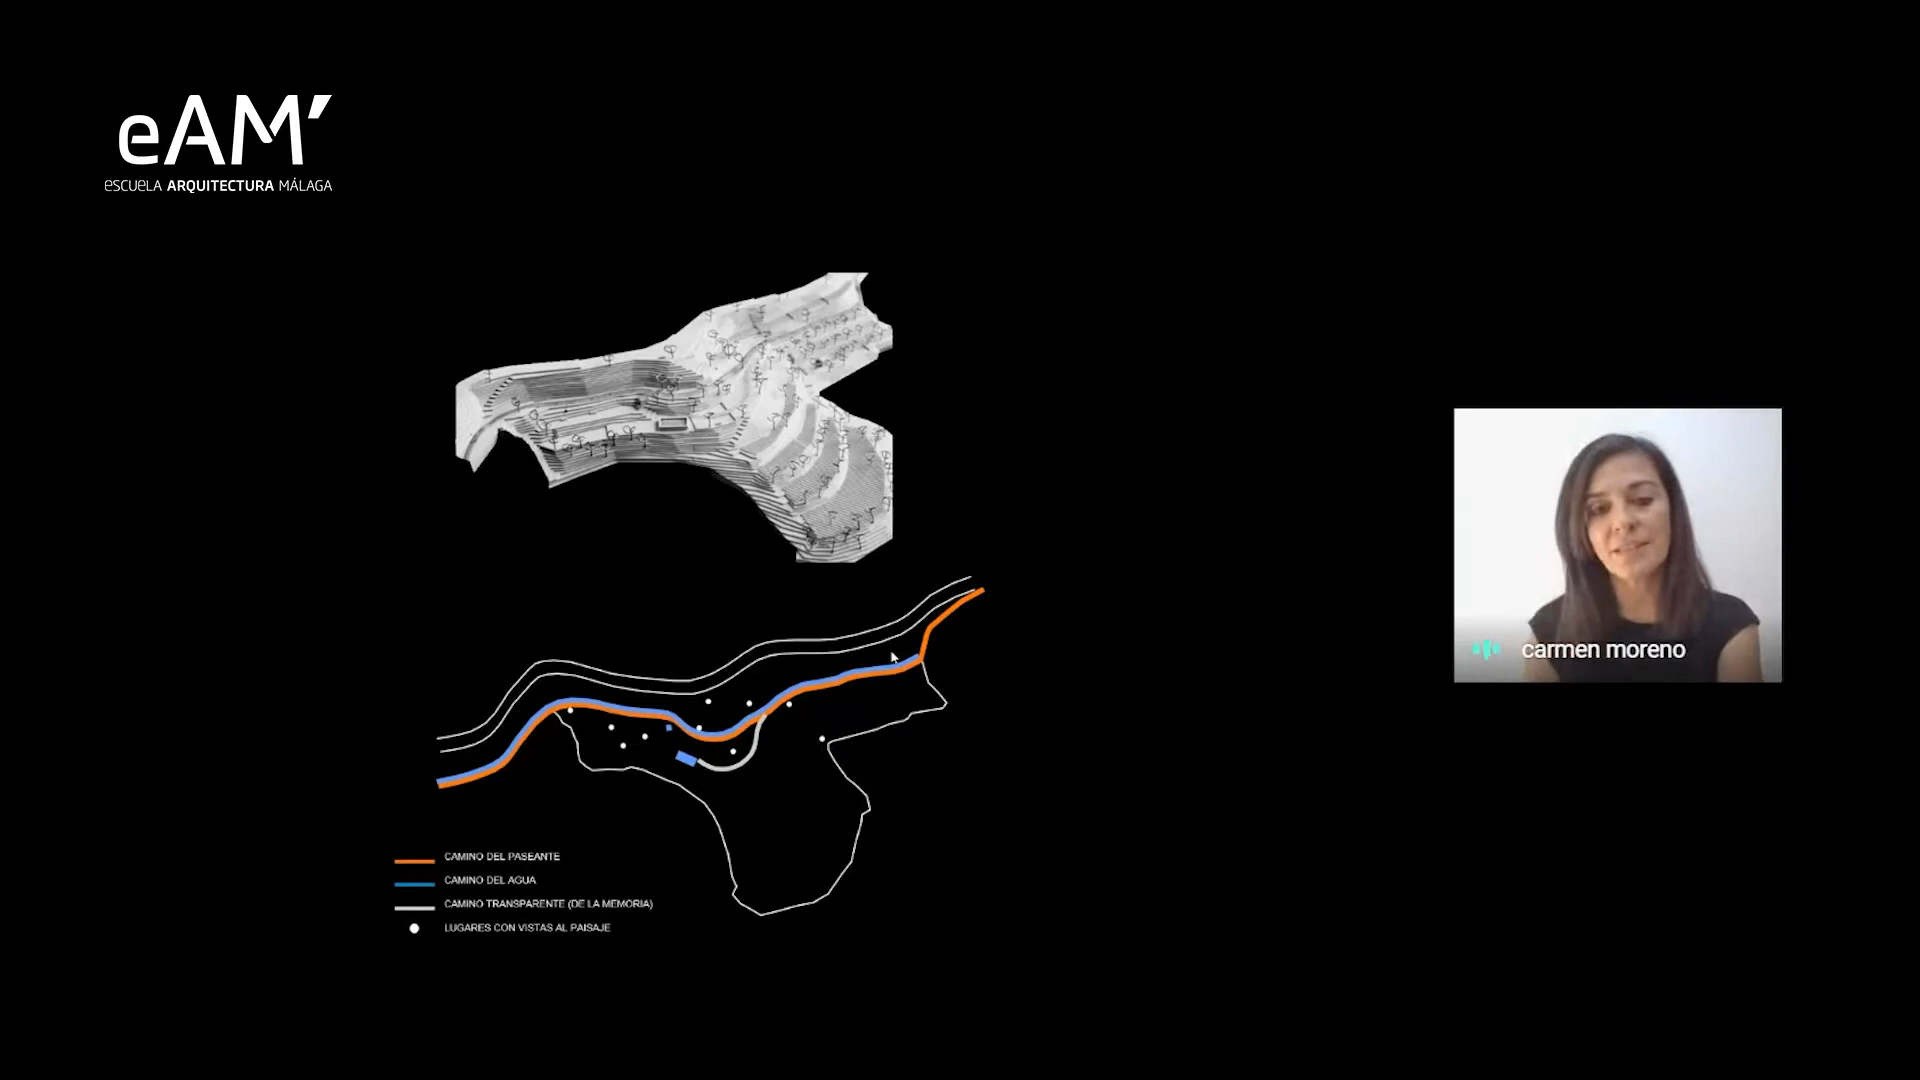 eAM'
eSCUeLA ARQUITECTURA MÁLAGA
carmen moreno
CAMINO DEL PASEANTE
CAMINO DEL AGUA
CAMINO TRANSPARENTE (DE LA MEMORIA)
LUGARES CON VISTAS AL PAISAJE